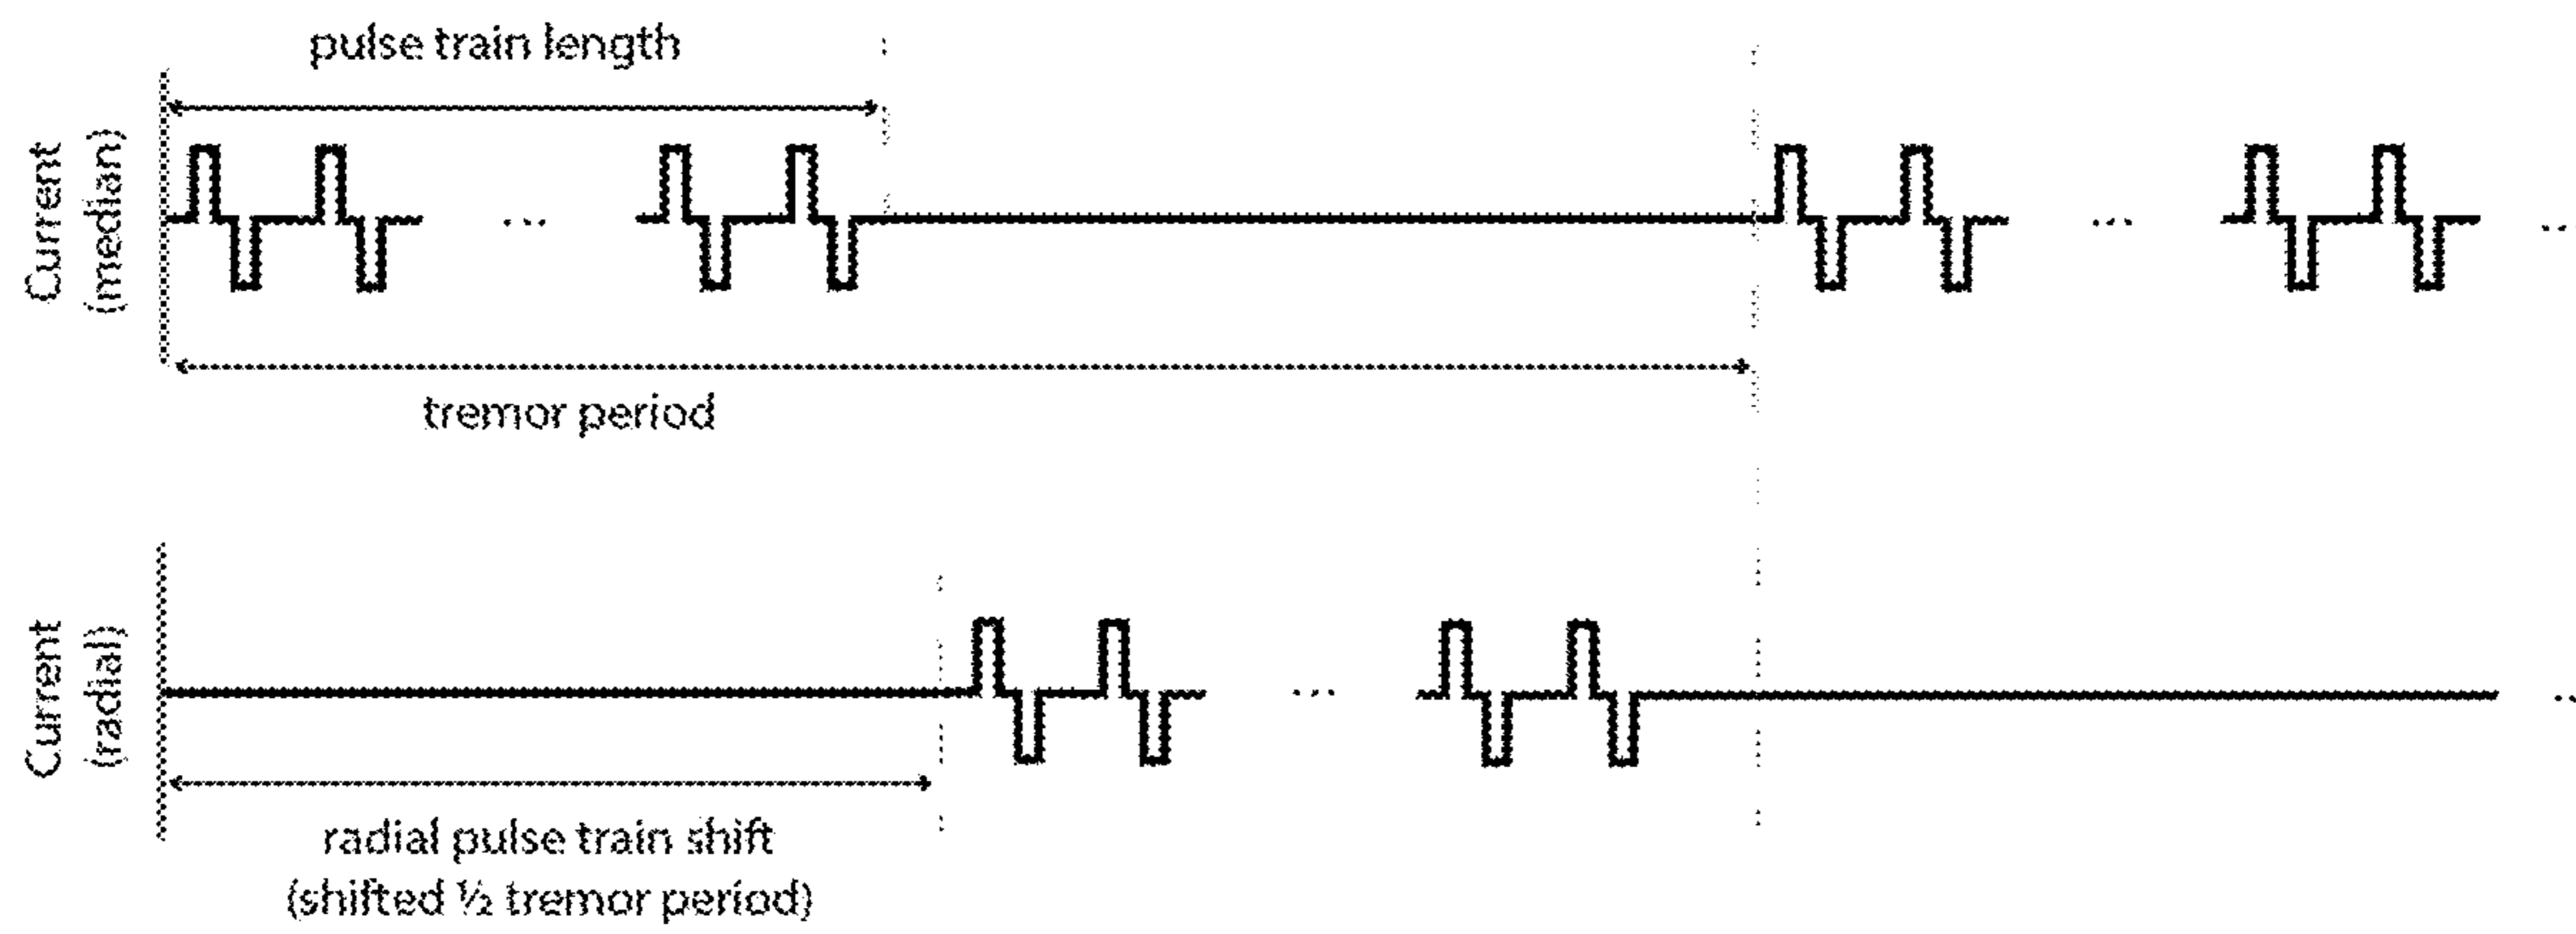 pulse train length
Current
(median)
...
...
...
tremor period
Current
(radial)
...
...
radial pulse train shift
(shifted ½ tremor period)